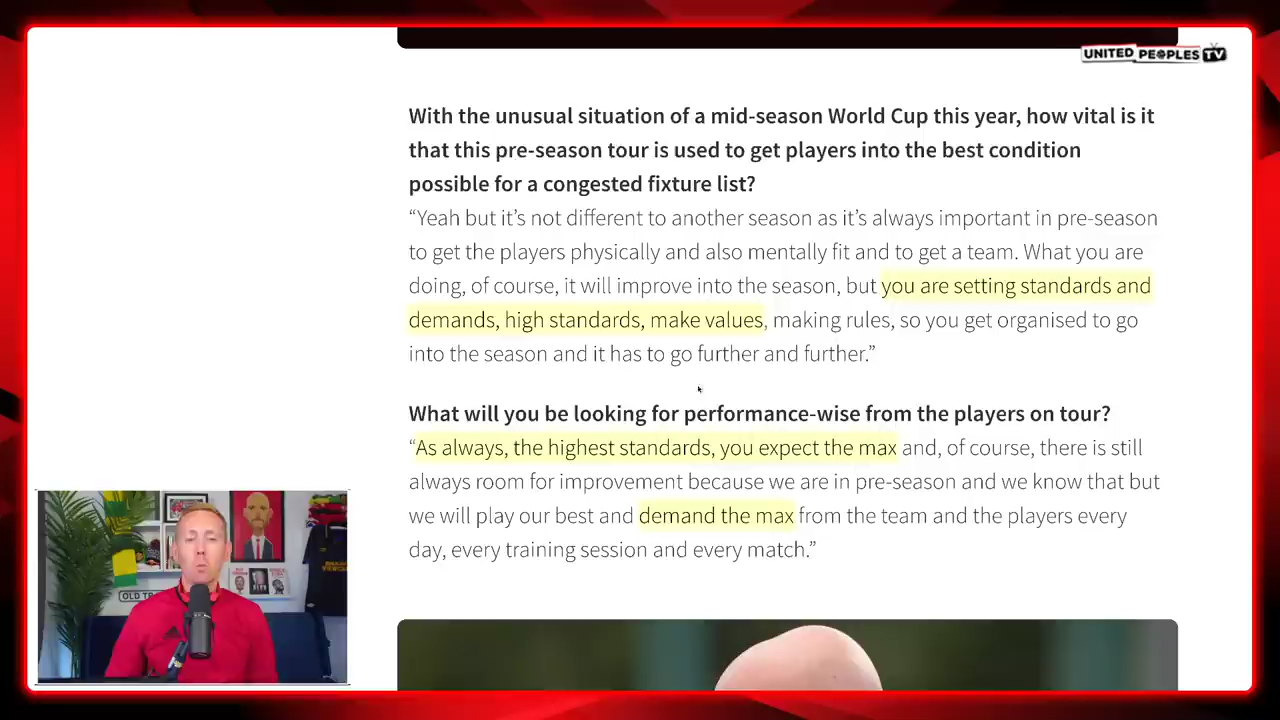 UNITED PEOPLES TV
With the unusual situation of a mid-season World Cup this year, how vital is it
that this pre-season tour is used to get players into the best condition
possible for a congested fixture list?
“Yeah but it’s not different to another season as it’s always important in pre-season
to get the players physically and also mentally fit and to get a team. What you are
doing, of course, it will improve into the season, but you are setting standards and
demands, high standards, make values, making rules, so you get organised to go
into the season and it has to go further and further.”
What will you be looking for performance-wise from the players on tour?
“As always, the highest standards, you expect the max and, of course, there is still
always room for improvement because we are in pre-season and we know that but
we will play our best and demand the max from the team and the players every
day, every training session and every match.”
OLD TR